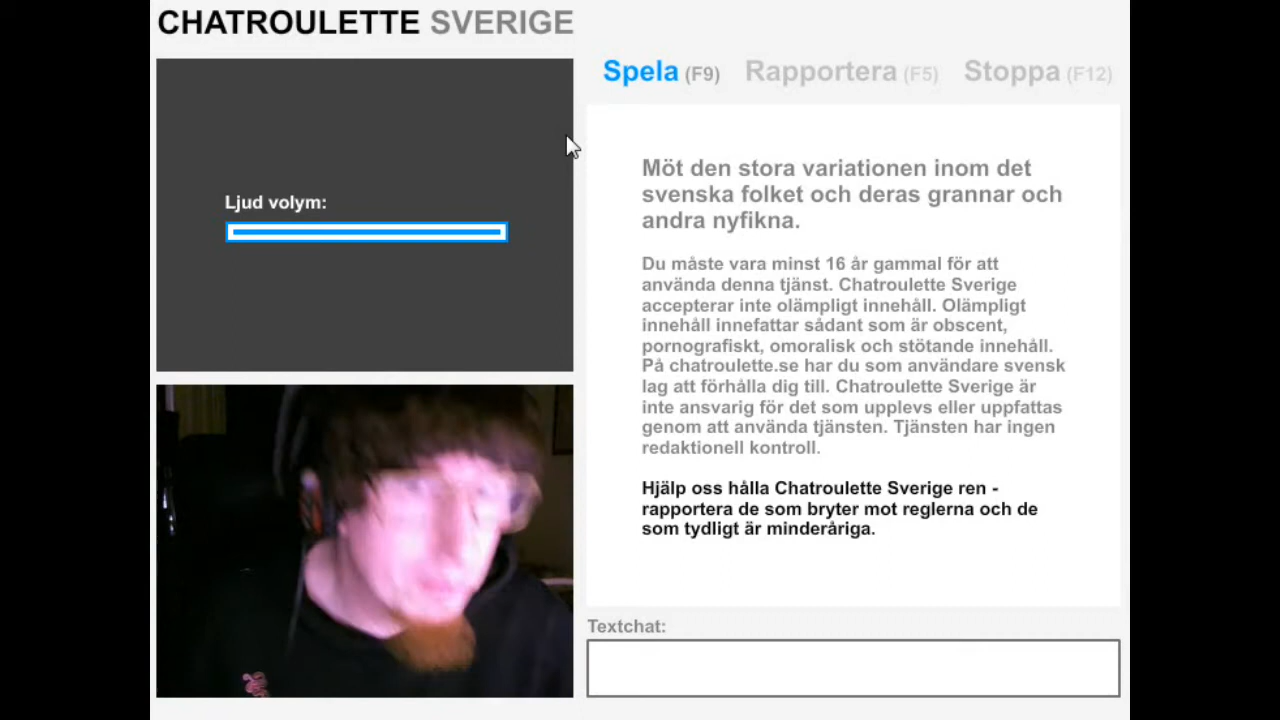 CHATROULETTE SVERIGE
Spela (F9) Rapportera (F5) Stoppa (F12)
Ljud volym:
Möt den stora variationen inom det
svenska folket och deras grannar och
andra nyfikna.
Du måste vara minst 16 år gammal för att
använda denna tjänst. Chatroulette Sverige
accepterar inte olämpligt innehåll. Olämpligt
innehåll innefattar sådant som är obscent,
pornografiskt, omoralisk och stötande innehåll.
På chatroulette.se har du som användare svensk
lag att förhålla dig till. Chatroulette Sverige är
inte ansvarig för det som upplevs eller uppfattas
genom att använda tjänsten. Tjänsten har ingen
redaktionell kontroll.
Hjälp oss hålla Chatroulette Sverige ren -
rapportera de som bryter mot reglerna och de
som tydligt är minderåriga.
Textchat: